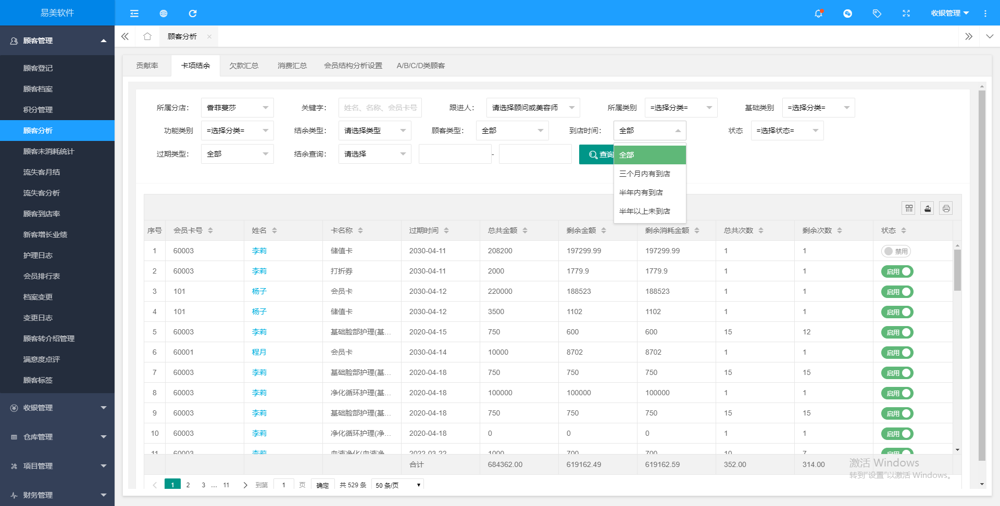 易美软件
收银管理
顾客管理
顾客登记
顾客档案
积分管理
顾客分析
顾客未消耗统计
流失客月结
流失客分析
顾客到店率
新客增长业绩
护理日志
会员排行表
档案变更
变更日志
顾客转介绍管理
满意度点评
顾客标签
收银管理
仓库管理
项目管理
财务管理
顾客分析
贡献率 卡项结余 欠款汇总 消费汇总 会员结构分析设置 A/B/C/D类顾客
所属分店: 香菲蔓莎 关键字: 姓名、名称、会员卡号 跟进人: 请选择顾问或美容师 所属类别 =选择分类= 基础类别 =选择分类=
功能类别 =选择分类= 结余类型: 请选择类型 顾客类型: 全部 到店时间: 全部 状态 =选择状态=
过期类型: 全部 结余查询: 请选择 - 查询
全部
三个月内有到店
半年内有到店
半年以上未到店
序号 会员卡号 姓名 卡名称 过期时间 总共金额 剩余金额 剩余消耗金额 总共次数 剩余次数 状态
1 60003 李莉 储值卡 2030-04-11 208200 197299.99 197299.99 1 1 禁用
2 60003 李莉 打折券 2030-04-11 2000 1779.9 1779.9 1 1 启用
3 101 杨子 会员卡 2030-04-12 220000 188523 188523 1 1 启用
4 101 杨子 储值卡 2030-04-12 3500 1102 1102 1 1 启用
5 60003 李莉 基础脸部护理(基... 2020-04-15 750 600 600 15 12 启用
6 60001 程月 会员卡 2030-04-14 10000 8702 8702 1 1 启用
7 60003 李莉 基础脸部护理(基... 2020-04-18 750 750 750 15 15 启用
8 60003 李莉 净化循环护理(基... 2020-04-18 100000 100000 100000 1 1 启用
9 60003 李莉 基础脸部护理(基... 2020-04-18 750 750 750 15 15 启用
10 60003 李莉 净化循环护理(净... 2020-04-18 0 0 0 1 1 启用
11 60003 李莉 血液净化(血液净... 2022-03-22 1000 700 700 10 7 启用
合计 684362.00 619162.49 619162.59 352.00 314.00
1 2 3 ... 11 到第 1 页 确定 共 529 条 50 条/页
激活 Windows
转到"设置"以激活 Windows。